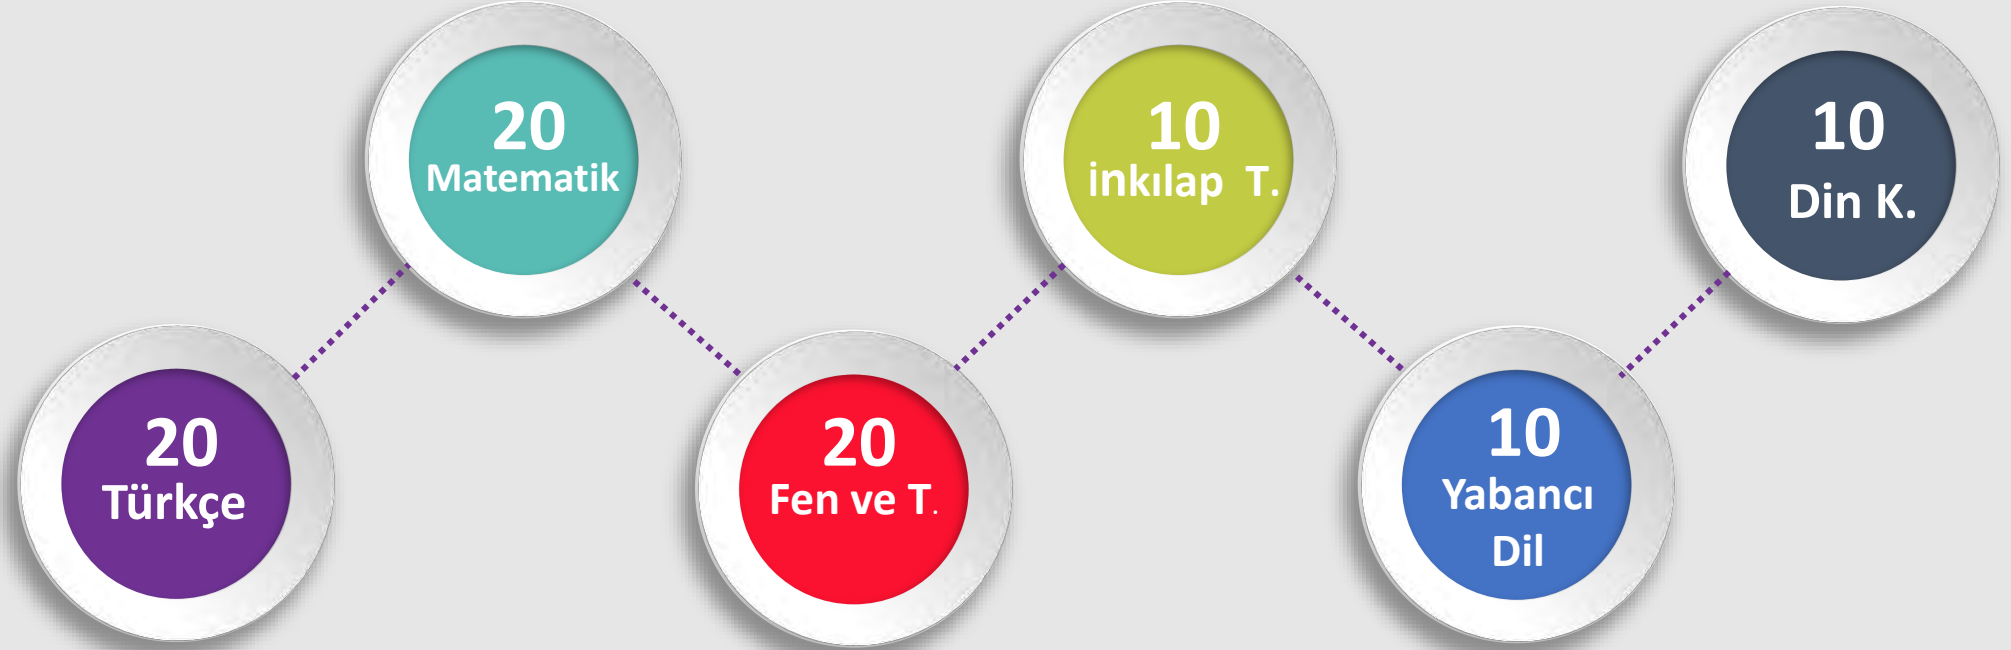 20
Türkçe
20
Matematik
20
Fen ve T.
10
inkılap T.
10
Yabancı
Dil
10
Din K.